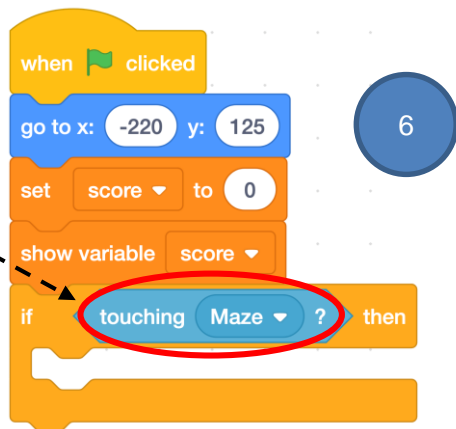 when clicked
go to x: -220 y: 125
6
set score to 0
show variable score
if touching Maze ? then